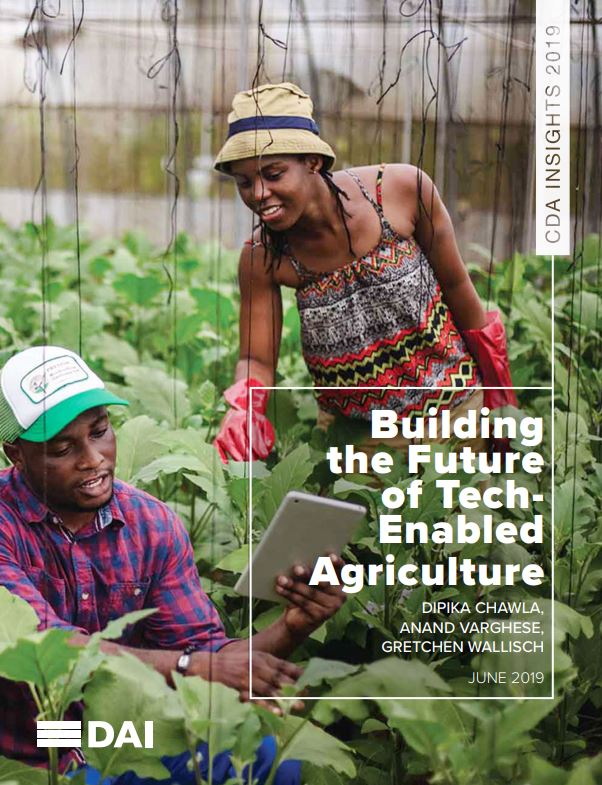 CDA INSIGHTS 2019
Building
the Future
of Tech-
Enabled
Agriculture
DIPIKA CHAWLA,
ANAND VARGHESE,
GRETCHEN WALLISCH
JUNE 2019
DAI